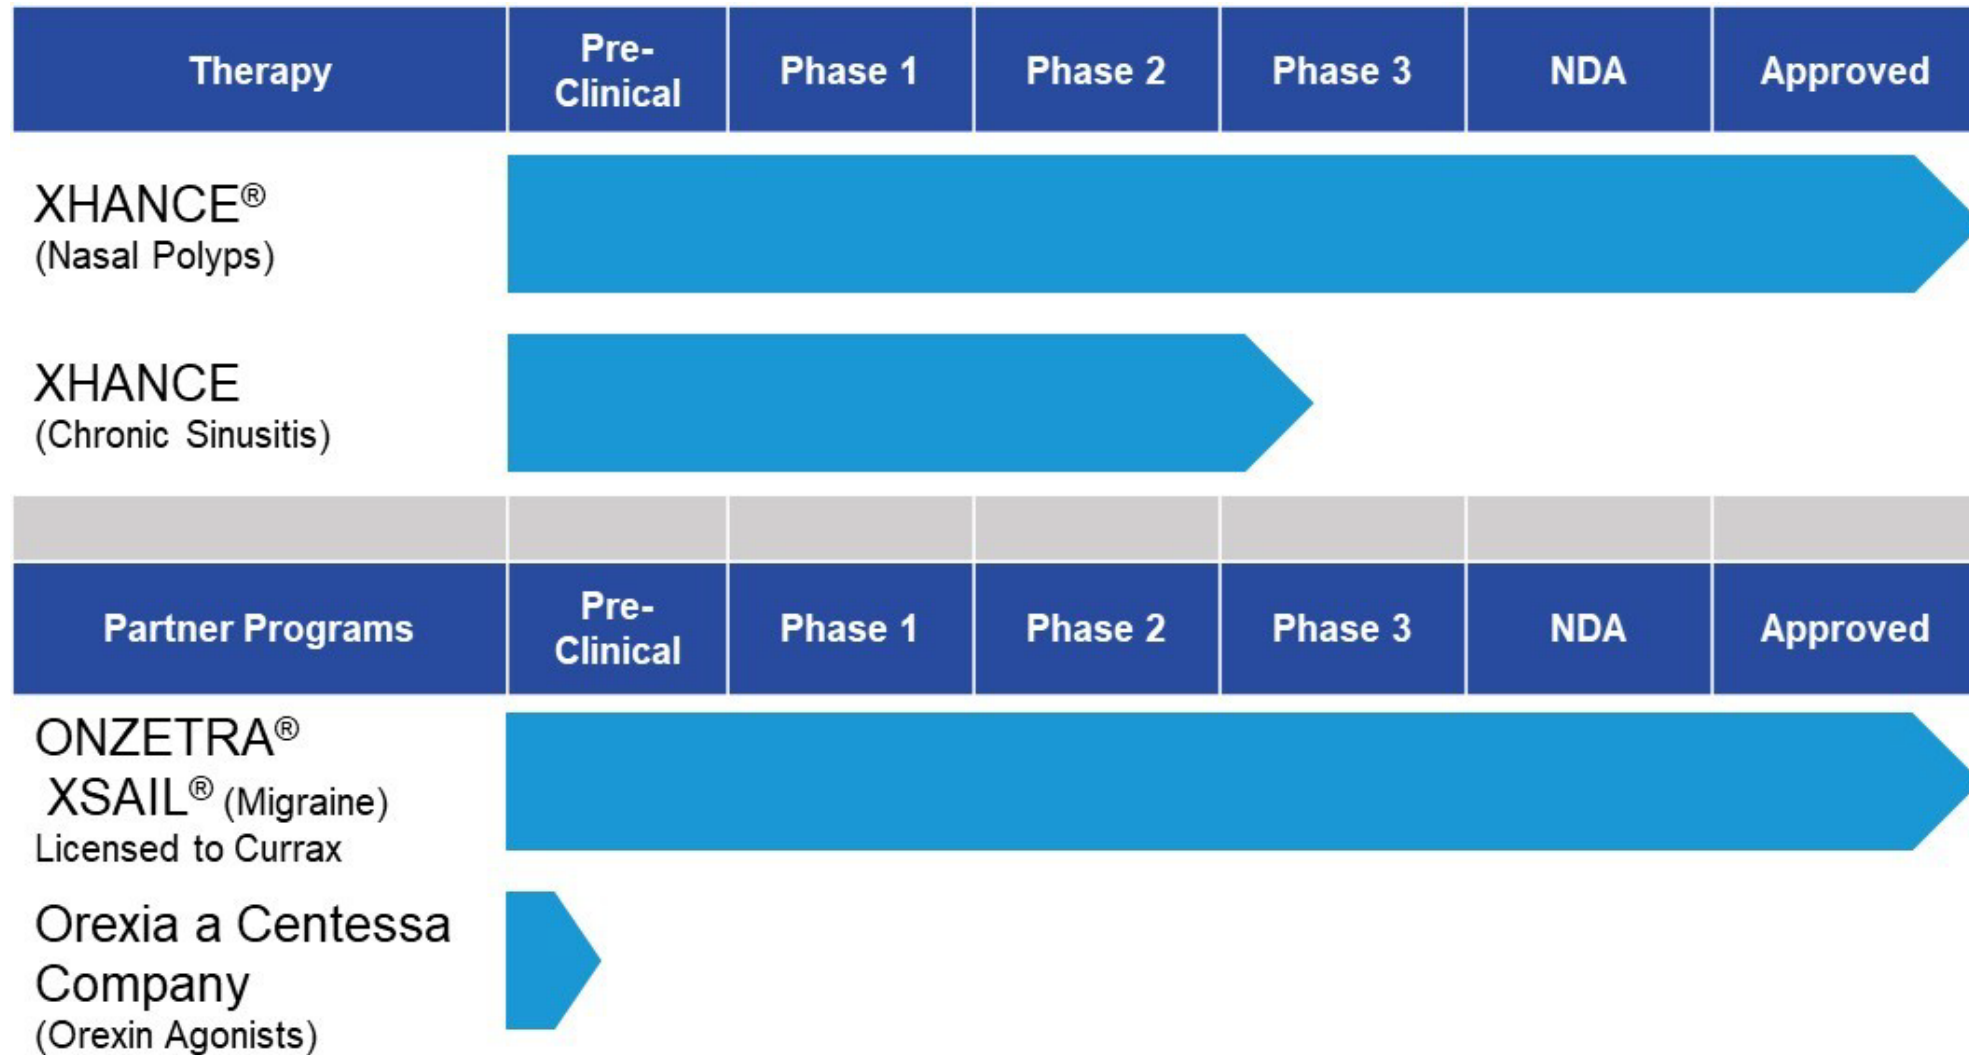 Therapy
Pre-
Clinical
Phase 1
Phase 2
Phase 3
NDA
Approved
XHANCE®
(Nasal Polyps)
XHANCE
(Chronic Sinusitis)
Partner Programs
Pre-
Clinical
Phase 1
Phase 2
Phase 3
NDA
Approved
ONZETRA®
XSAIL® (Migraine)
Licensed to Currax
Orexia a Centessa
Company
(Orexin Agonists)